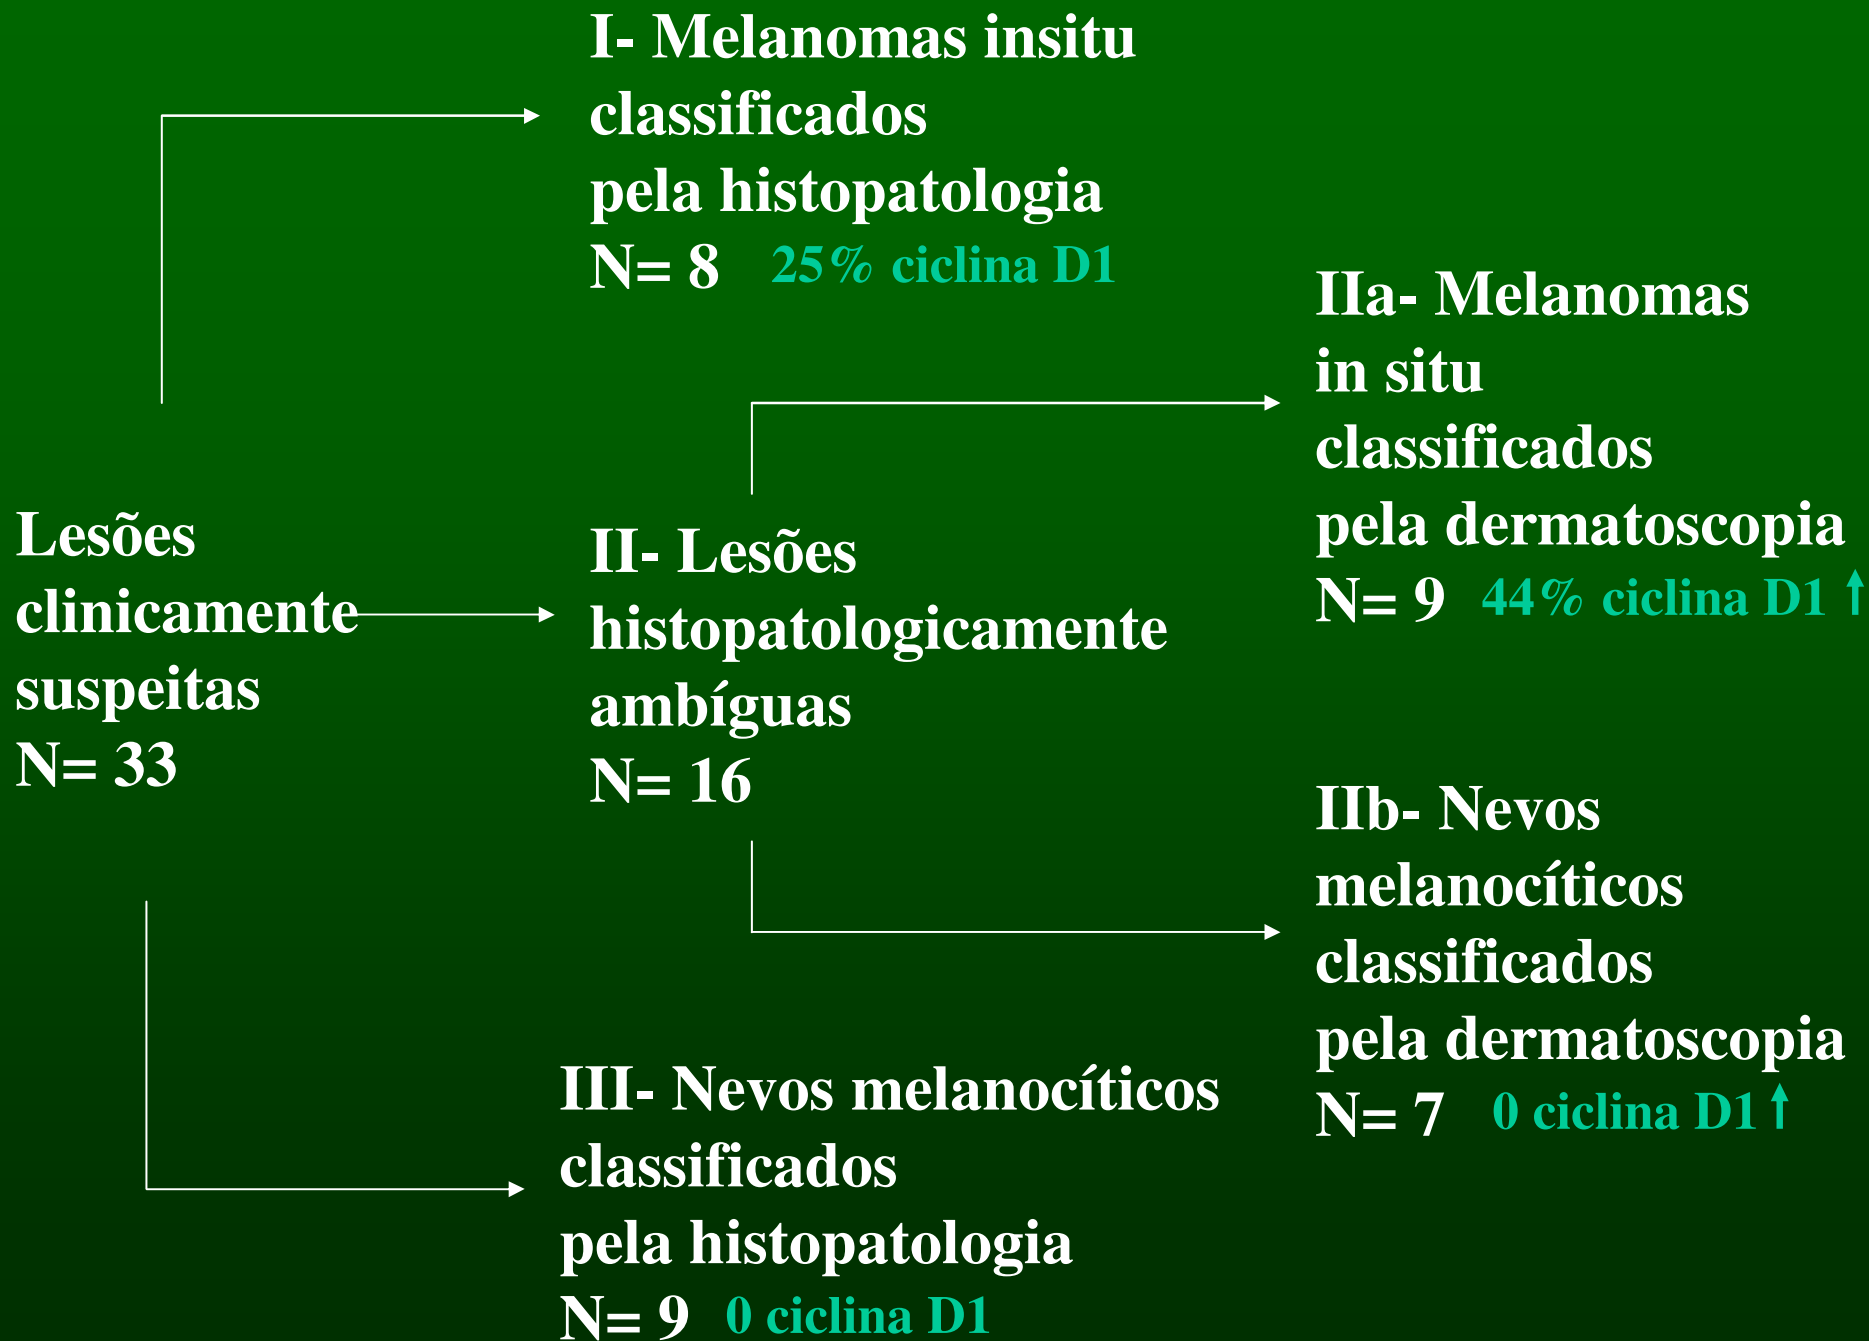 I- Melanomas insitu
classificados
pela histopatologia
N= 8 25% ciclina D1
Lesões
clinicamente
suspeitas
N= 33
II- Lesões
histopatologicamente
ambíguas
N= 16
IIa- Melanomas
in situ
classificados
pela dermatoscopia
N= 9 44% ciclina D1 ↑
IIb- Nevos
melanocíticos
classificados
pela dermatoscopia
N= 7 0 ciclina D1 ↑
III- Nevos melanocíticos
classificados
pela histopatologia
N= 9 0 ciclina D1